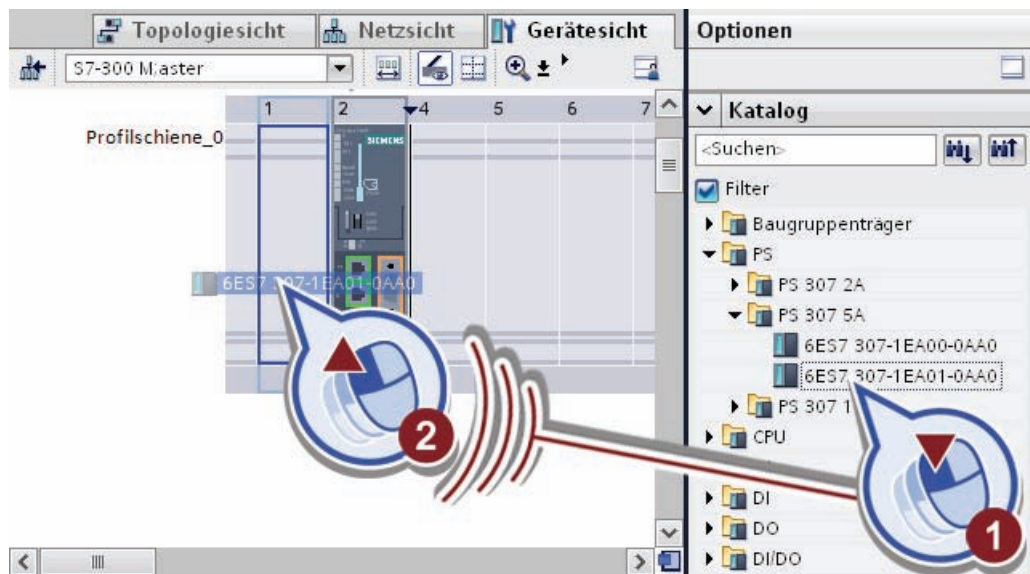 Topologiesicht Netzsicht Gerätesicht
S7-300 Master
1 2 4 5 6 7
Profilschiene_0
SIEMENS
6ES7 307-1EA01-0AA0
2
Optionen
Katalog
<Suchen>
Filter
Baugruppenträger
PS
PS 307 2A
PS 307 5A
6ES7 307-1EA00-0AA0
6ES7 307-1EA01-0AA0
PS 307 1
CPU
DI
DO
DI/DO
1